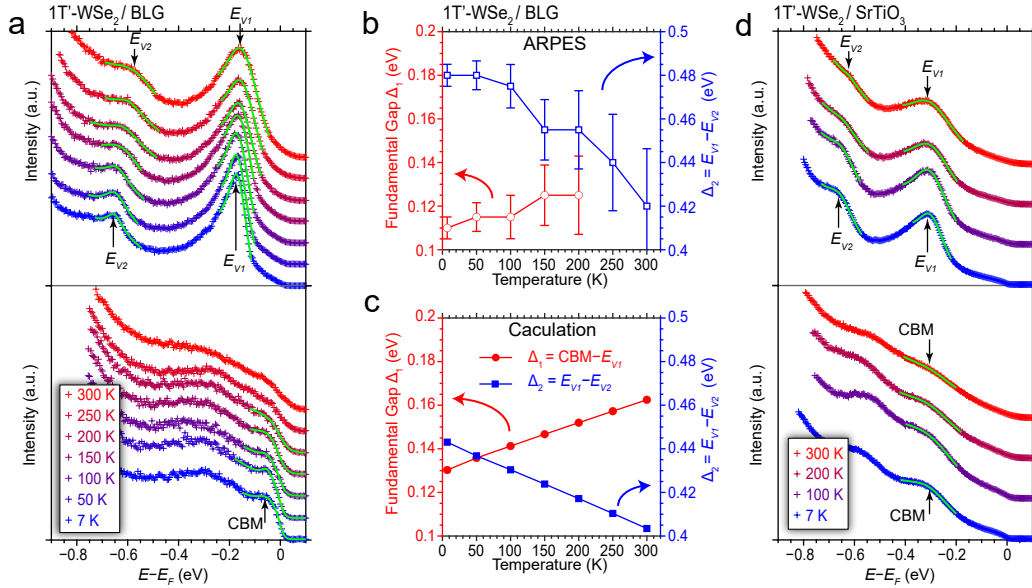 a
1T'-WSe2 / BLG
Intensity (a.u.)
EV2
EV1
EV2
EV1
Intensity (a.u.)
+ 300 K
+ 250 K
+ 200 K
+ 150 K
+ 100 K
+ 50 K
+ 7 K
CBM
−0.8 −0.6 −0.4 −0.2 0
E−EF (eV)
b
1T'-WSe2 / BLG
ARPES
Fundamental Gap Δ1 (eV)
0.2
0.18
0.16
0.14
0.12
0.1
0.5
0.48
0.46
0.44
0.42
0.4
Δ2 = EV1−EV2 (eV)
0 50 100 150 200 250 300
Temperature (K)
c
Caculation
Δ1 = CBM−EV1
Δ2 = EV1−EV2
Fundamental Gap Δ1 (eV)
0.2
0.18
0.16
0.14
0.12
0.1
0.5
0.48
0.46
0.44
0.42
0.41
0.4
Δ2 = EV1−EV2 (eV)
0 50 100 150 200 250 300
Temperature (K)
d
1T'-WSe2 / SrTiO3
Intensity (a.u.)
EV2
EV1
EV2
EV1
Intensity (a.u.)
CBM
+ 300 K
+ 200 K
+ 100 K
+ 7 K
CBM
−0.8 −0.6 −0.4 −0.2 0
E−EF (eV)